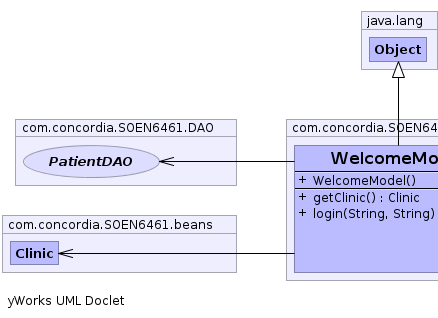 java.lang
Object
com.concordia.SOEN6461.DAO
PatientDAO
com.concordia.SOEN64
WelcomeMo
+ WelcomeModel()
+ getClinic() : Clinic
+ login(String, String)
com.concordia.SOEN6461.beans
Clinic
yWorks UML Doclet